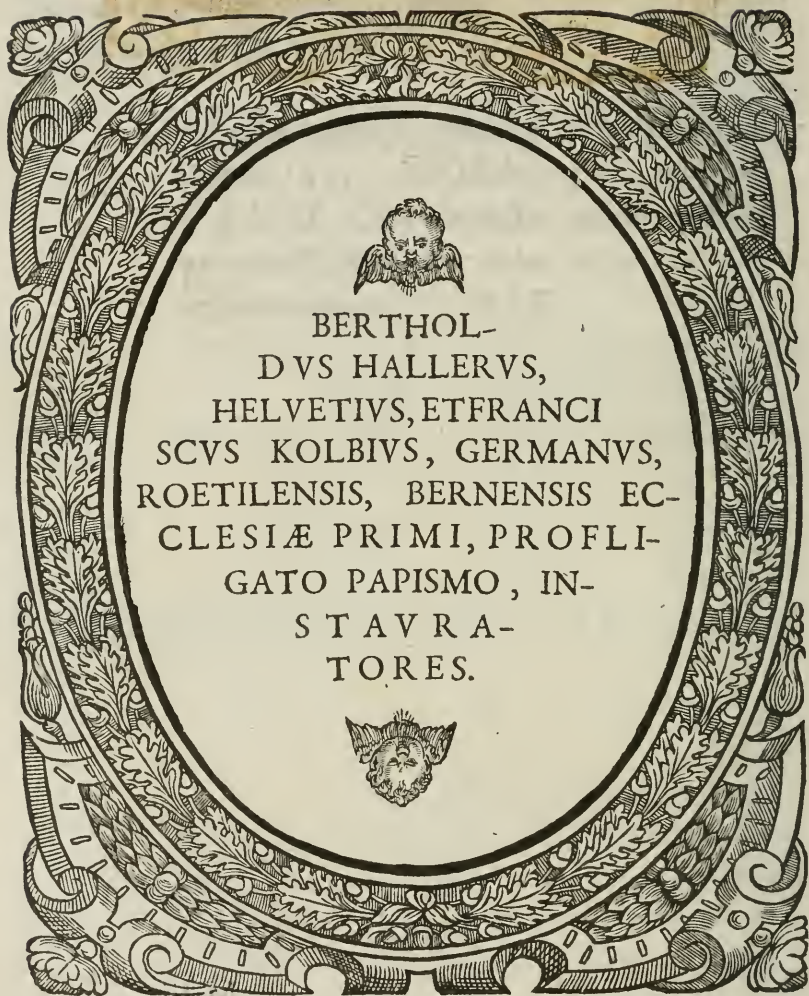 BERTHOL-
DVS HALLERVS,
HELVETIVS, ETFRANCI
SCVS KOLBIVS, GERMANVS,
ROETILENSIS, BERNENSIS EC-
CLESIÆ PRIMI, PROFLI-
GATO PAPISMO, IN-
STAVRA-
TORES.